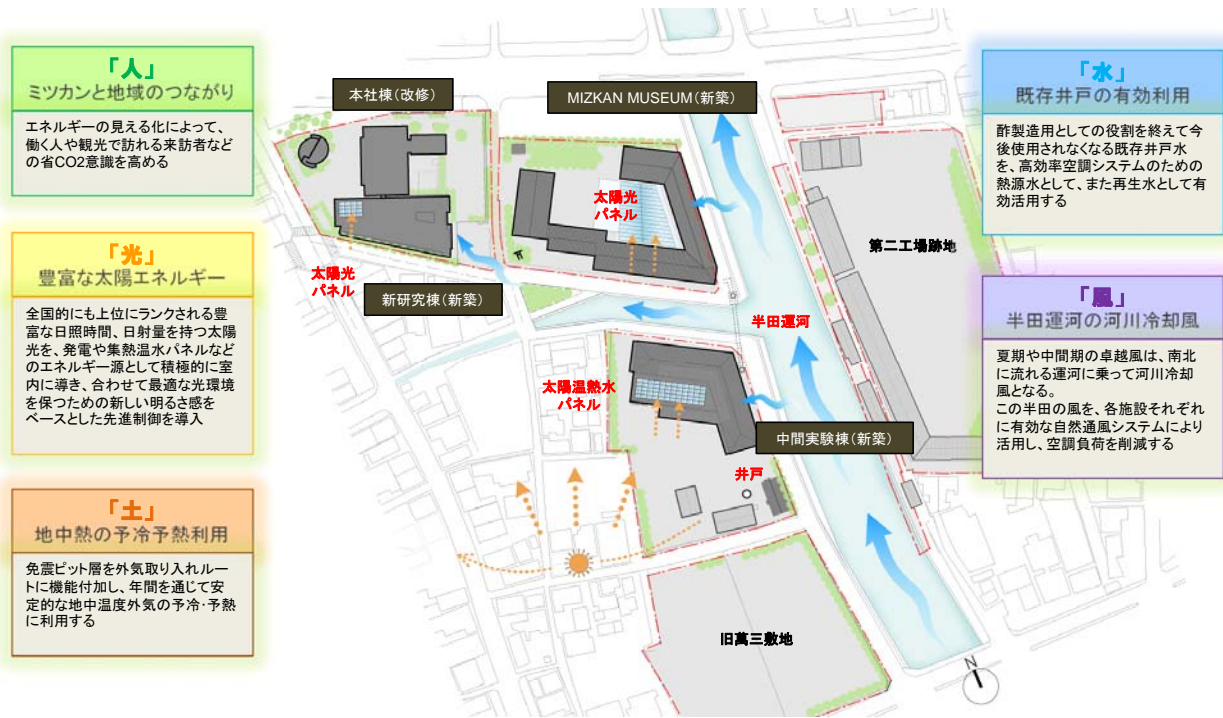 「人」
ミツカンと地域のつながり
エネルギーの見える化によって、
働く人や観光で訪れる来訪者など
の省CO2意識を高める
「光」
豊富な太陽エネルギー
全国的にも上位にランクされる豊
富な日照時間、日射量を持つ太陽
光を、発電や集熱温水パネルなど
のエネルギー源として積極的に室
内に導き、合わせて最適な光環境
を保つための新しい明るさ感を
ベースとした先進制御を導入
「土」
地中熱の予冷予熱利用
免震ピット層を外気取り入れルー
トに機能付加し、年間を通じて安
定的な地中温度外気の予冷・予熱
に利用する
本社棟(改修)
MIZKAN MUSEUM(新築)
太陽光
パネル
太陽光
パネル
新研究棟(新築)
半田運河
第二工場跡地
太陽温熱水
パネル
中間実験棟(新築)
井戸
旧萬三敷地
N
「水」
既存井戸の有効利用
酢製造用としての役割を終えて今
後使用されなくなる既存井戸水
を、高効率空調システムのための
熱源水として、また再生水として有
効活用する
「風」
半田運河の河川冷却風
夏期や中間期の卓越風は、南北
に流れる運河に乗って河川冷却
風となる。
この半田の風を、各施設それぞれ
に有効な自然通風システムにより
活用し、空調負荷を削減する